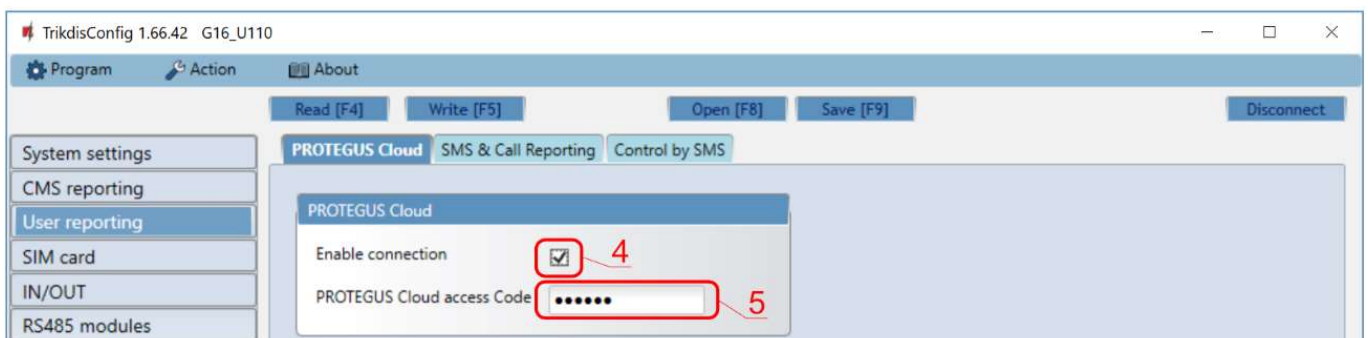 TrikdisConfig 1.66.42 G16_U110
Program Action About
Read [F4] Write [F5] Open [F8] Save [F9] Disconnect
System settings
CMS reporting
User reporting
SIM card
IN/OUT
RS485 modules
PROTEGUS Cloud SMS & Call Reporting Control by SMS
PROTEGUS Cloud
Enable connection 4
PROTEGUS Cloud access Code •••••• 5